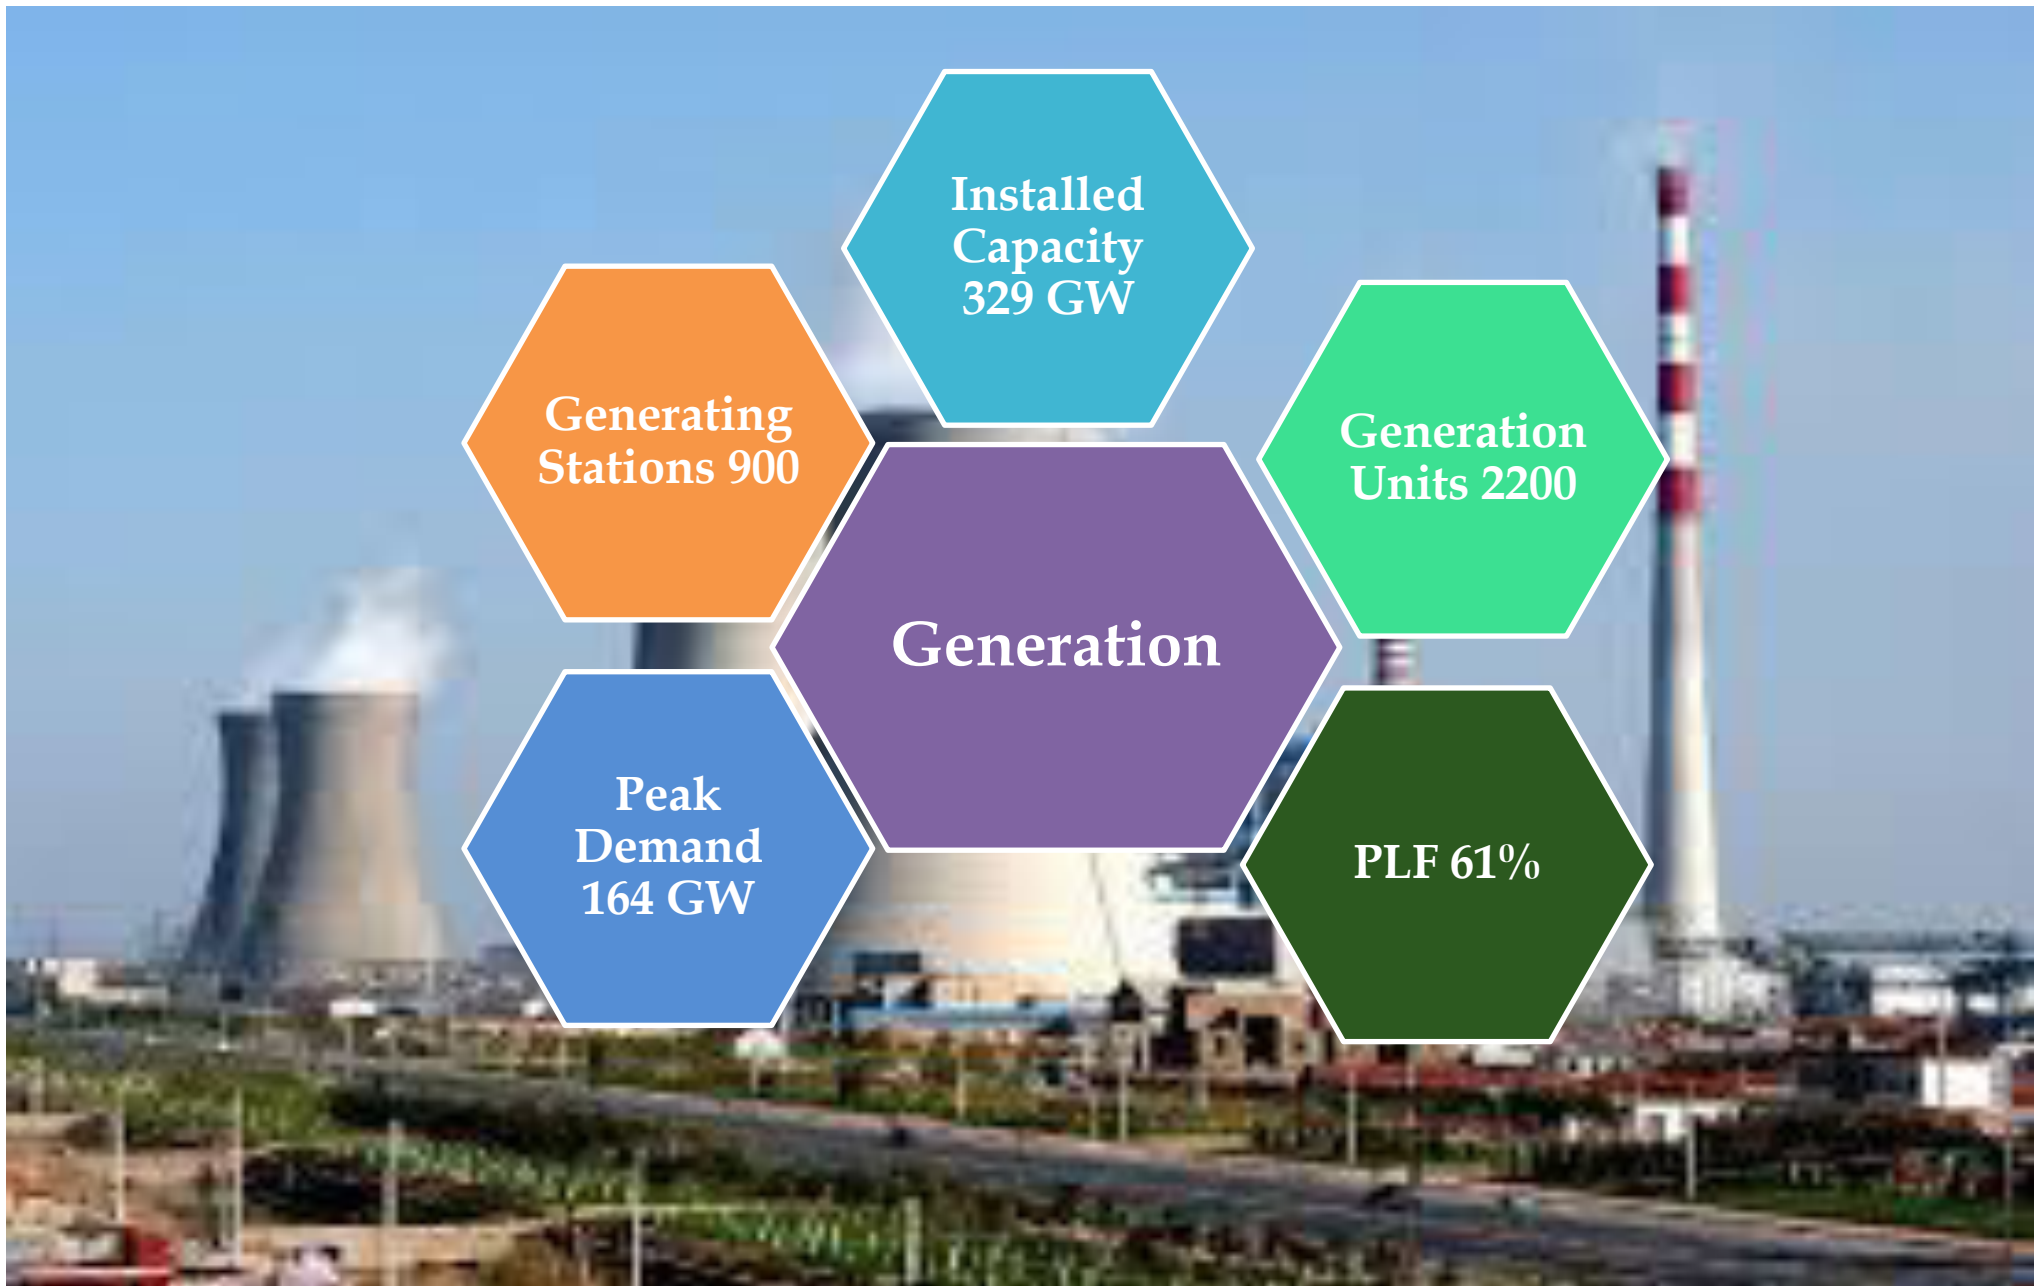 Installed
Capacity
329 GW
Generating
Stations 900
Generation
Units 2200
Generation
Peak
Demand
164 GW
PLF 61%